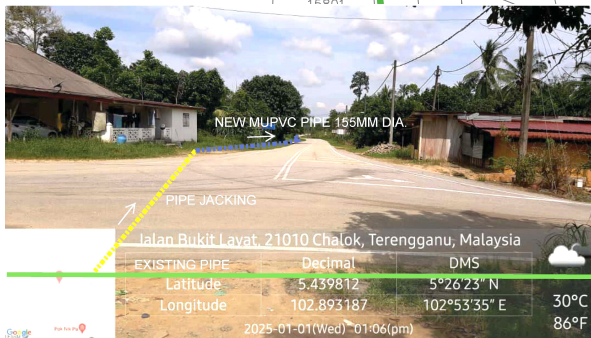 15801
NEW MUPVC PIPE 155MM DIA
PIPE JACKING
Jalan Bukit Layat, 21010 Chalok, Terengganu, Malaysia
EXISTING PIPE Decimal DMS
Latitude 5.439812 5°26'23" N
Longitude 102.893187 102°53'35" E
30°C
86°F
2025-01-01(Wed) 01:06(pm)
Google